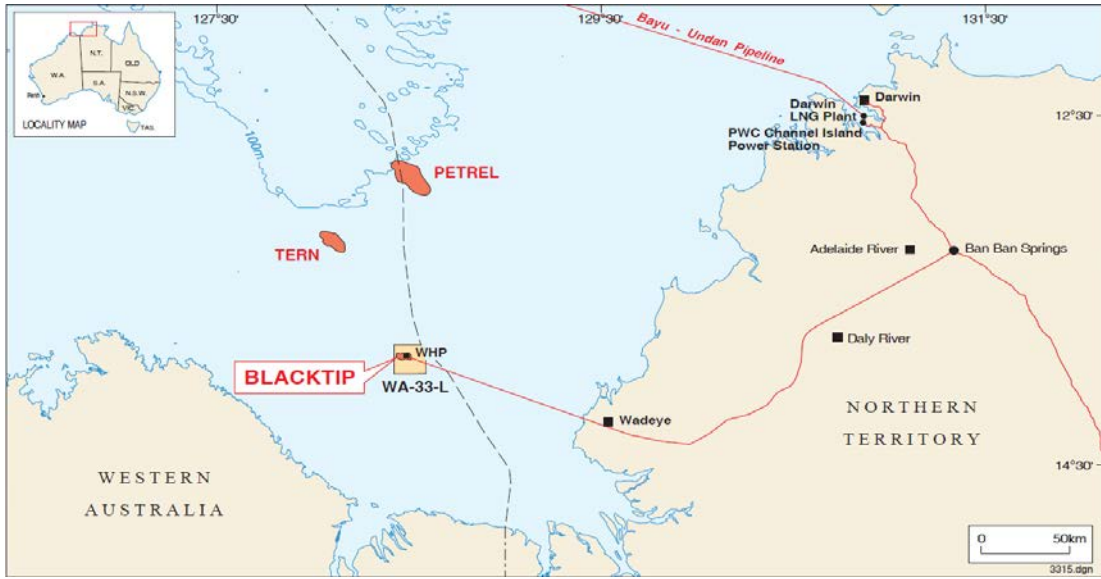 127°30'
129°30'
131°30'
W.A.
N.T.
QLD
S.A.
N.S.W.
VIC.
TAS.
Perth
LOCALITY MAP
100m
Bayu - Undan Pipeline
Darwin
Darwin
LNG Plant
PWC Channel Island
Power Station
12°30'
PETREL
TERN
Adelaide River
Ban Ban Springs
Daly River
WHP
BLACKTIP
WA-33-L
Wadeye
NORTHERN
TERRITORY
WESTERN
AUSTRALIA
14°30'
0 50km
3315.dgn